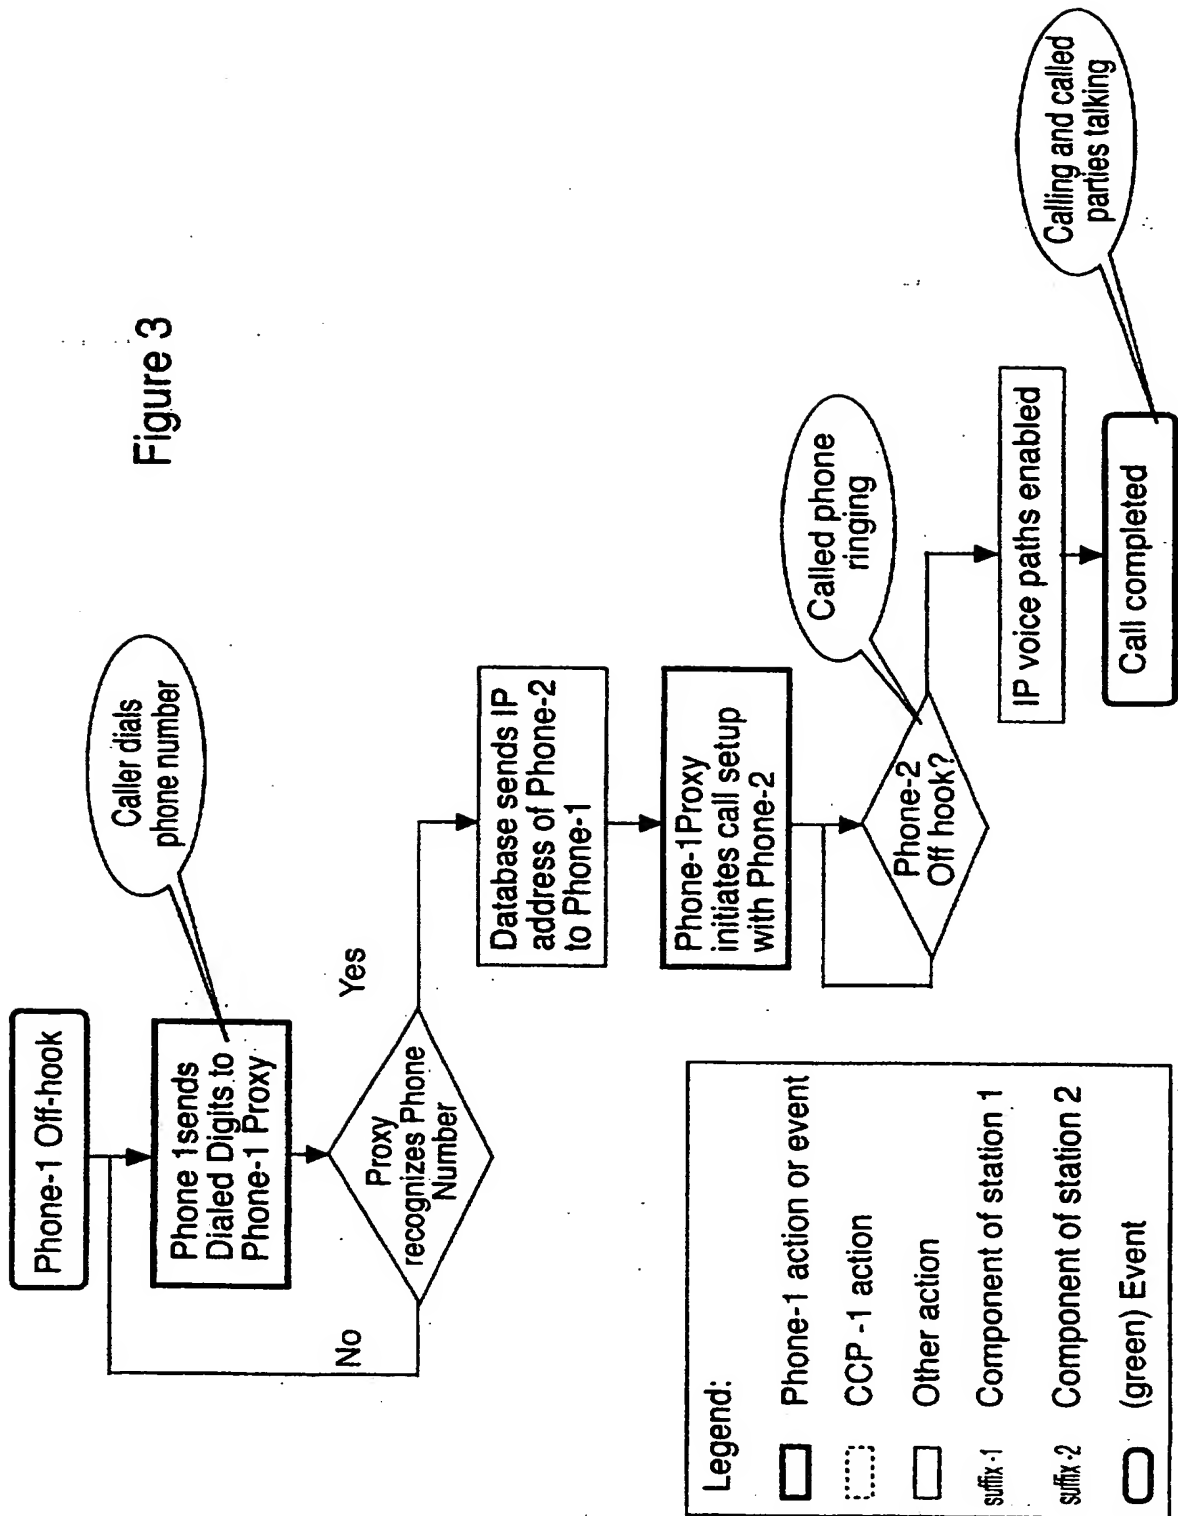 Figure 3
Phone-1 Off-hook
Caller dials
phone number
Phone 1sends
Dialed Digits to
Phone-1 Proxy
Proxy
recognizes Phone
Number
No
Yes
Database sends IP
address of Phone-2
to Phone-1
Phone-1Proxy
initiates call setup
with Phone-2
Called phone
ringing
Phone-2
Off hook?
IP voice paths enabled
Call completed
Calling and called
parties talking
Legend:
Phone-1 action or event
CCP -1 action
Other action
suffix-1 Component of station 1
suffix-2 Component of station 2
(green) Event